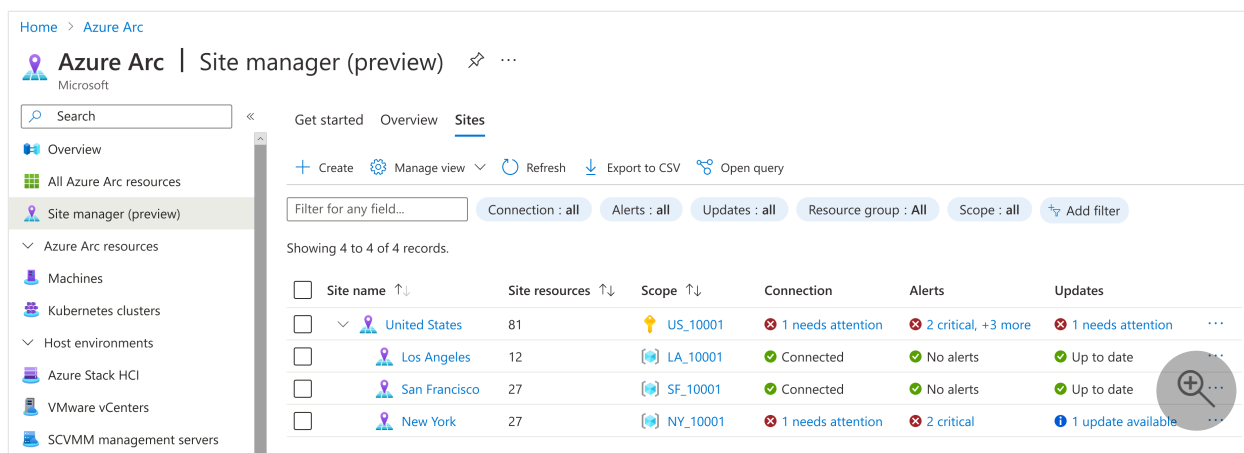 Home > Azure Arc
Azure Arc | Site manager (preview) ...
Microsoft
Search «
Get started Overview Sites
Overview
Create Manage view Refresh Export to CSV Open query
All Azure Arc resources
Site manager (preview)
Filter for any field... Connection : all Alerts : all Updates : all Resource group : All Scope : all Add filter
Azure Arc resources
Showing 4 to 4 of 4 records.
Machines
Site name Site resources Scope Connection Alerts Updates
Kubernetes clusters
United States 81 US_10001 1 needs attention 2 critical, +3 more 1 needs attention ...
Host environments
Los Angeles 12 LA_10001 Connected No alerts Up to date ...
Azure Stack HCI
San Francisco 27 SF_10001 Connected No alerts Up to date ...
VMware vCenters
New York 27 NY_10001 1 needs attention 2 critical 1 update available ...
SCVMM management servers